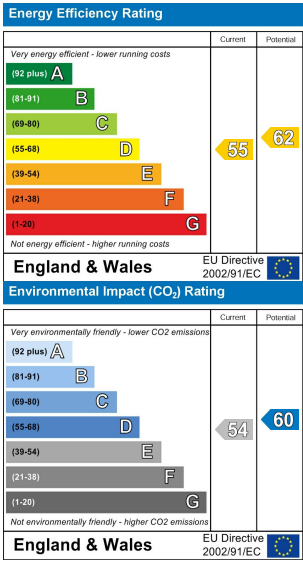 Energy Efficiency Rating
Current Potential
Very energy efficient - lower running costs
(92 plus) A
(81-91) B
(69-80) C
(55-68) D
(39-54) E
(21-38) F
(1-20) G
55
62
Not energy efficient - higher running costs
England & Wales
EU Directive
2002/91/EC
Environmental Impact (CO₂) Rating
Current Potential
Very environmentally friendly - lower CO2 emissions
(92 plus) A
(81-91) B
(69-80) C
(55-68) D
(39-54) E
(21-38) F
(1-20) G
54
60
Not environmentally friendly - higher CO2 emissions
England & Wales
EU Directive
2002/91/EC